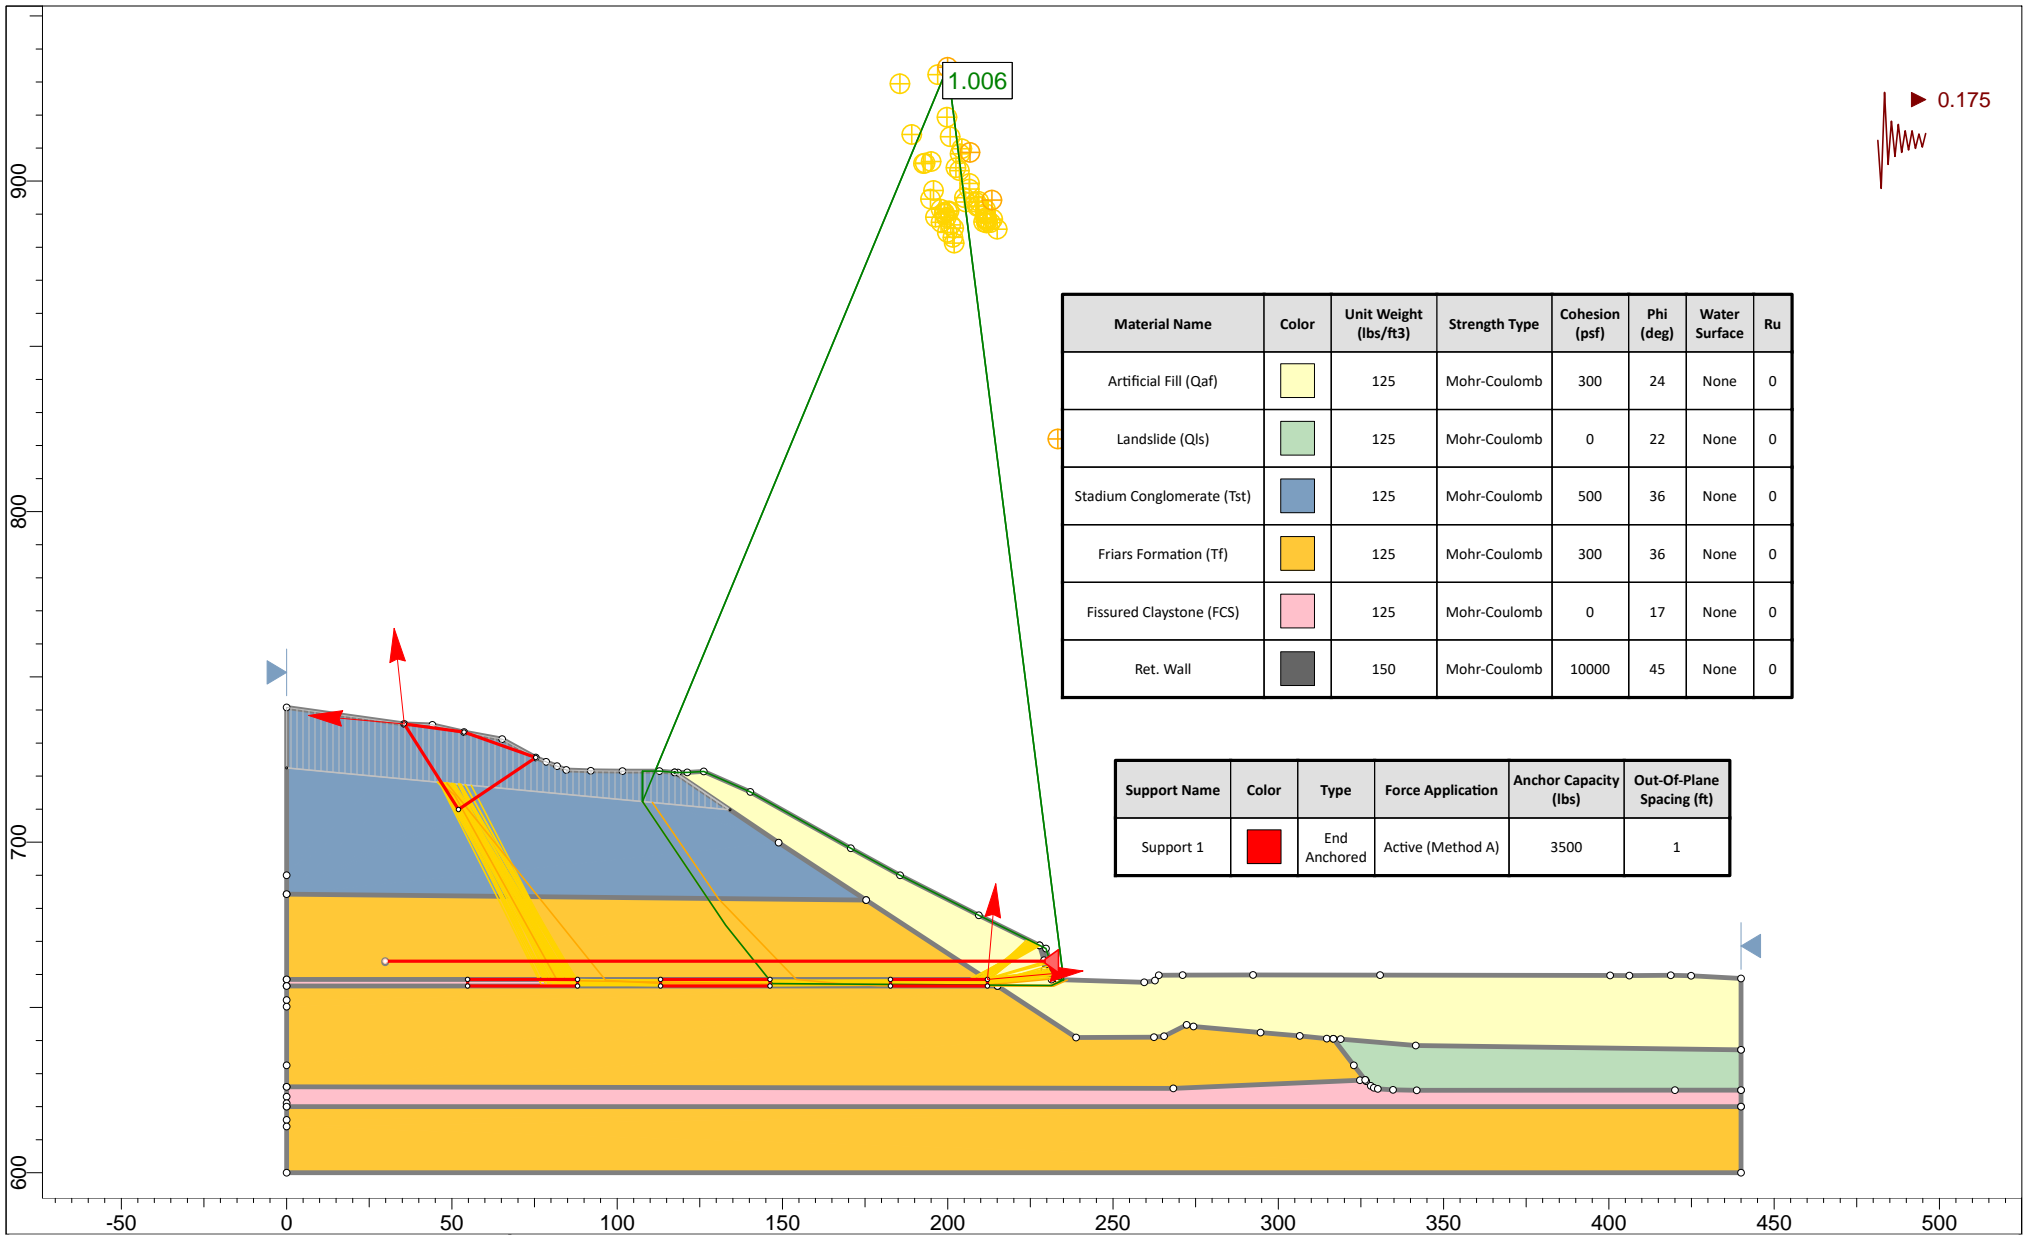 1.006
0.175
900
800
700
600
Material Name Color Unit Weight (lbs/ft3) Strength Type Cohesion (psf) Phi (deg) Water Surface Ru
Artificial Fill (Qaf) 125 Mohr-Coulomb 300 24 None 0
Landslide (Qls) 125 Mohr-Coulomb 0 22 None 0
Stadium Conglomerate (Tst) 125 Mohr-Coulomb 500 36 None 0
Friars Formation (Tf) 125 Mohr-Coulomb 300 36 None 0
Fissured Claystone (FCS) 125 Mohr-Coulomb 0 17 None 0
Ret. Wall 150 Mohr-Coulomb 10000 45 None 0
Support Name Color Type Force Application Anchor Capacity (lbs) Out-Of-Plane Spacing (ft)
Support 1 End Anchored Active (Method A) 3500 1
-50 0 50 100 150 200 250 300 350 400 450 500